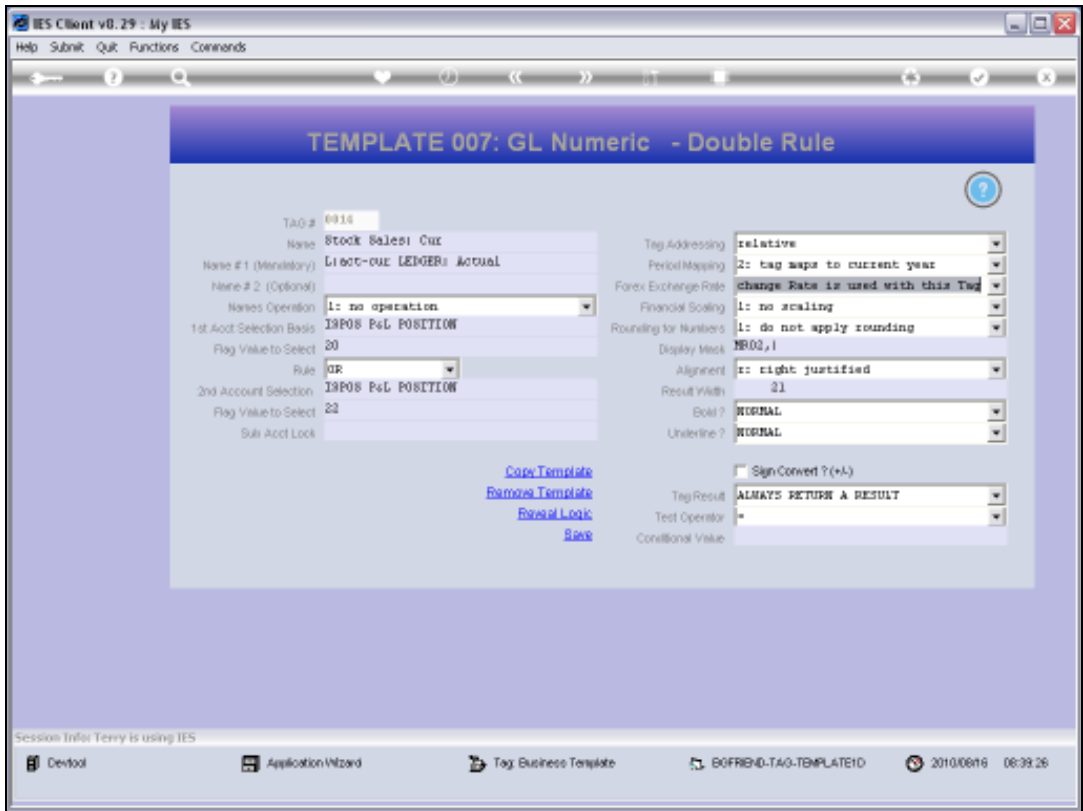 IES Client v8.29 : My IES
Help Submit Quit Functions Commands
TEMPLATE 007: GL Numeric - Double Rule
TAG # 0016
Name Stock Sales: Cur
Name # 1 (Mandatory) L:act-cur LEDGER: Actual
Name # 2 (Optional)
Names Operation 1: no operation
1st Acct Selection Basis ISPOS P&L POSITION
Flag Value to Select 20
Rule OR
2nd Account Selection ISPOS P&L POSITION
Flag Value to Select 22
Sub Acct Lock
Tag Addressing relative
Period Mapping 2: tag maps to current year
Forex Exchange Rate change Rate is used with this Tag
Financial Scaling 1: no scaling
Rounding for Numbers 1: do not apply rounding
Display Mask MR02,|
Alignment r: right justified
Result Width 21
Bold ? NORMAL
Underline ? NORMAL
Copy Template
Remove Template
Reveal Logic
Save
Sign Convert ? (+/-)
Tag Result ALWAYS RETURN A RESULT
Test Operator =
Conditional Value
Session Info: Terry is using IES
Devtool Application Wizard Tag: Business Template BGFRIEND-TAG-TEMPLATE1D 2010/08/16 08:39:26